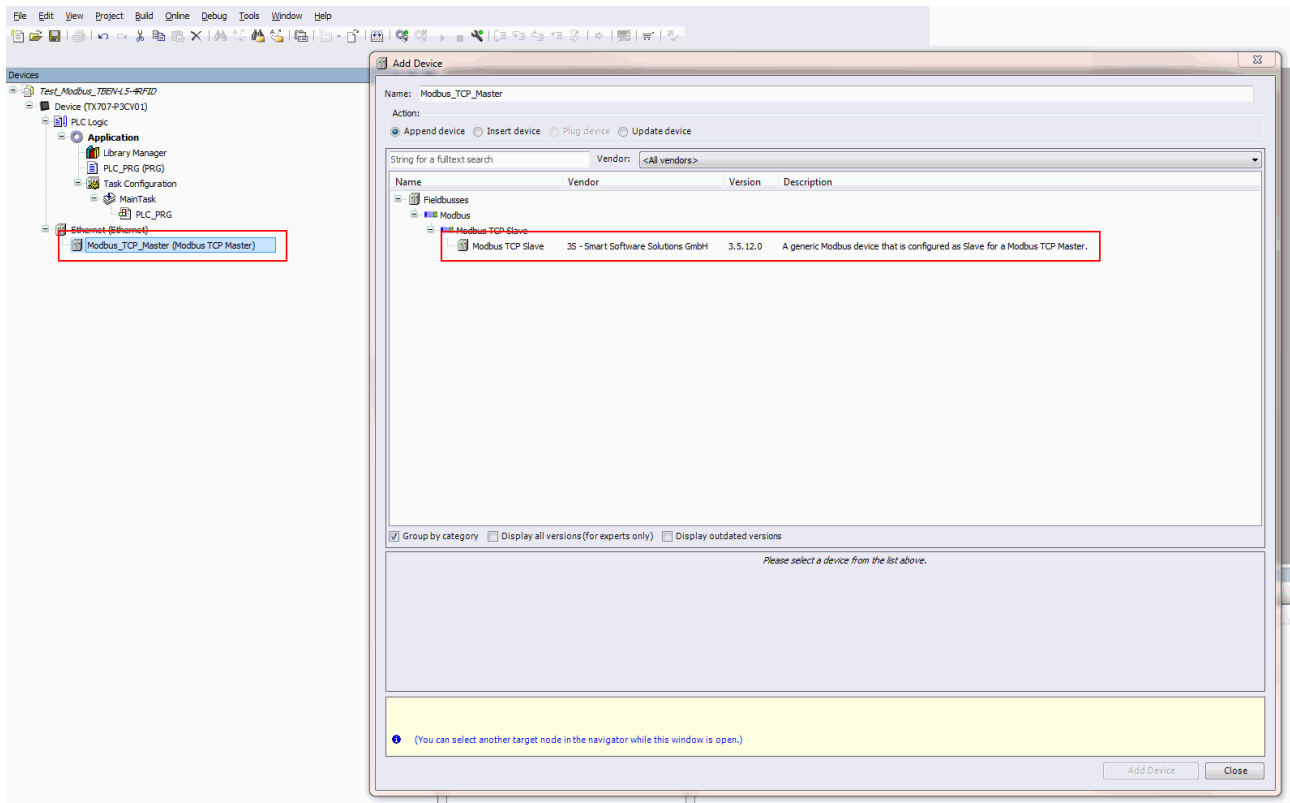 File Edit View Project Build Online Debug Tools Window Help
Devices
Test_Modbus_TBEN-L5-4RFID
Device (TX707-P3CV01)
PLC Logic
Application
Library Manager
PLC_PRG (PRG)
Task Configuration
MainTask
PLC_PRG
Ethernet (Ethernet)
Modbus_TCP_Master (Modbus TCP Master)
Add Device
Name: Modbus_TCP_Master
Action:
Append device Insert device Plug device Update device
String for a fulltext search Vendor: <All vendors>
Name Vendor Version Description
Fieldbusses
Modbus
Modbus TCP Slave
Modbus TCP Slave 3S - Smart Software Solutions GmbH 3.5.12.0 A generic Modbus device that is configured as Slave for a Modbus TCP Master.
Group by category Display all versions (for experts only) Display outdated versions
Please select a device from the list above.
(You can select another target node in the navigator while this window is open.)
Add Device Close